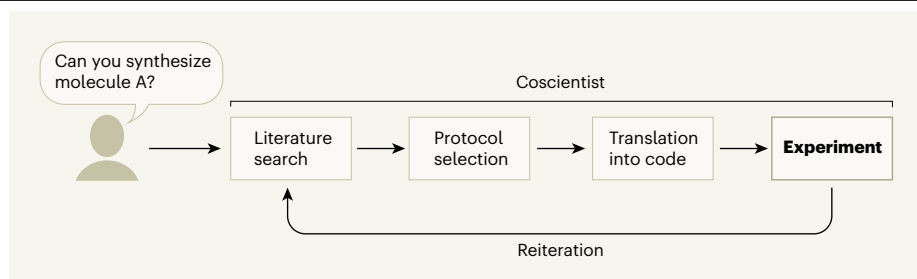 Can you synthesize
molecule A?
Coscientist
Literature
search
Protocol
selection
Translation
into code
Experiment
Reiteration